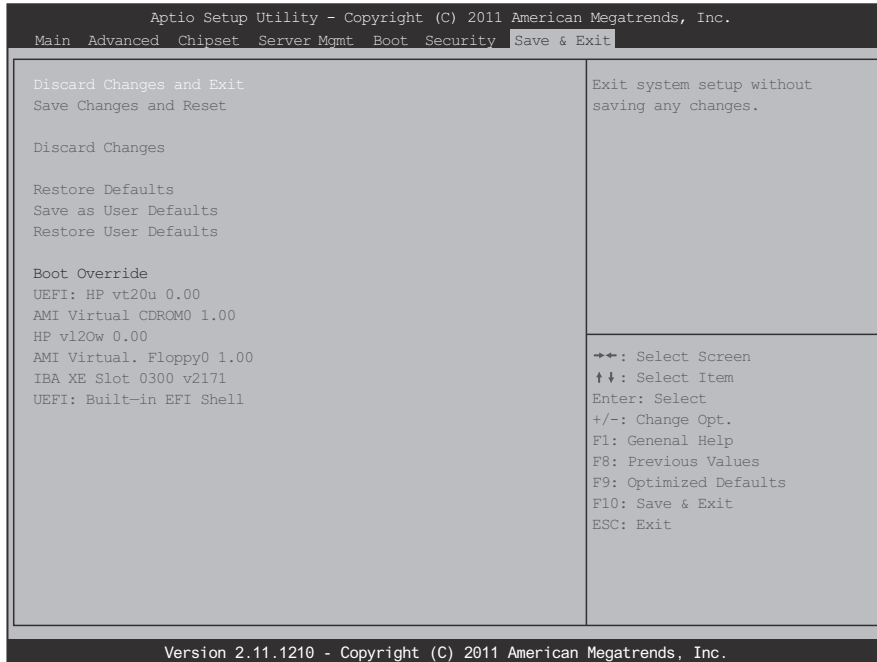 Aptio Setup Utility - Copyright (C) 2011 American Megatrends, Inc.
Main Advanced Chipset Server Mgmt Boot Security Save & Exit
Discard Changes and Exit
Save Changes and Reset
Discard Changes
Restore Defaults
Save as User Defaults
Restore User Defaults
Boot Override
UEFI: HP vt20u 0.00
AMI Virtual CDROM0 1.00
HP vl2Ow 0.00
AMI Virtual. Floppy0 1.00
IBA XE Slot 0300 v2171
UEFI: Built—in EFI Shell
Exit system setup without
saving any changes.
→←: Select Screen
↑↓: Select Item
Enter: Select
+/-: Change Opt.
F1: Genenal Help
F8: Previous Values
F9: Optimized Defaults
F10: Save & Exit
ESC: Exit
Version 2.11.1210 - Copyright (C) 2011 American Megatrends, Inc.